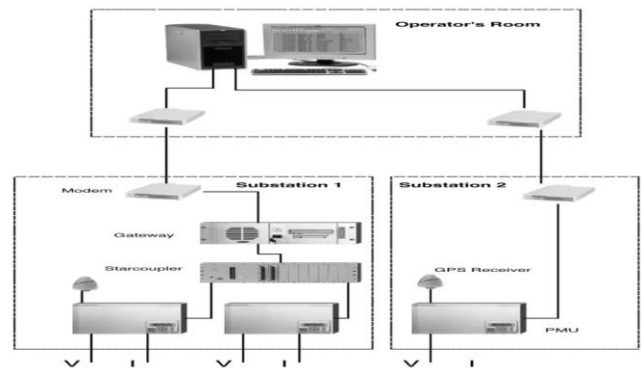 Operator's Room
Modem
Substation 1
Substation 2
Gateway
Starcoupler
GPS Receiver
PMU
V I V I V I